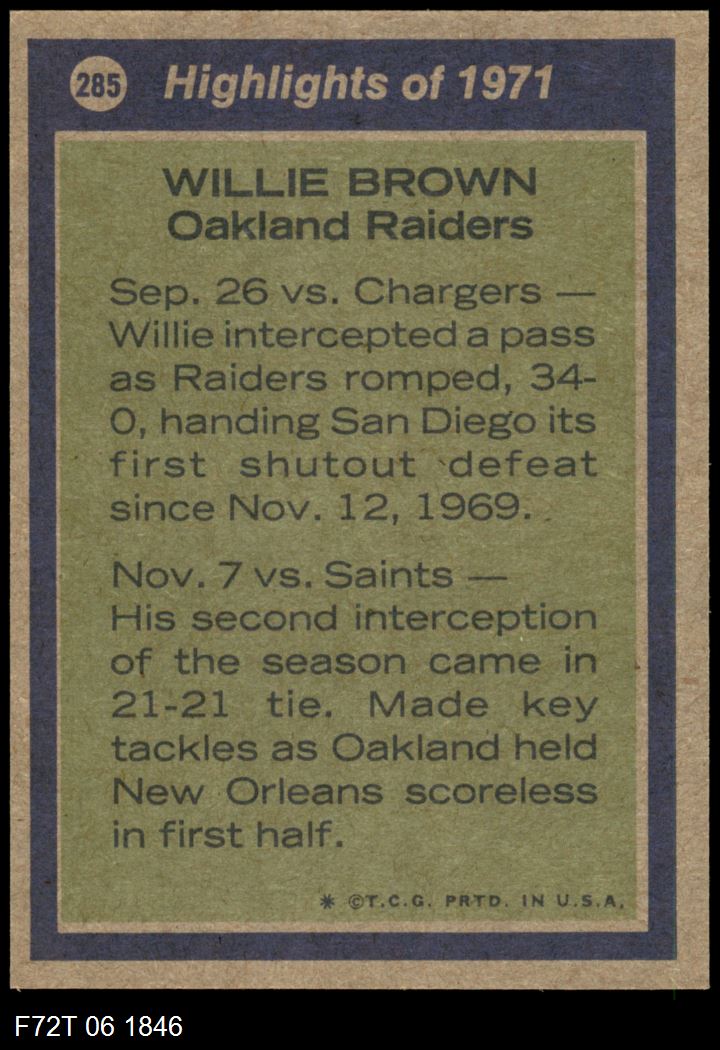 285 Highlights of 1971
WILLIE BROWN
Oakland Raiders
Sep. 26 vs. Chargers —
Willie intercepted a pass
as Raiders romped, 34-
0, handing San Diego its
first shutout defeat
since Nov. 12, 1969.
Nov. 7 vs. Saints —
His second interception
of the season came in
21-21 tie. Made key
tackles as Oakland held
New Orleans scoreless
in first half.
* ©T.C.G. PRTD. IN U.S.A.
F72T 06 1846